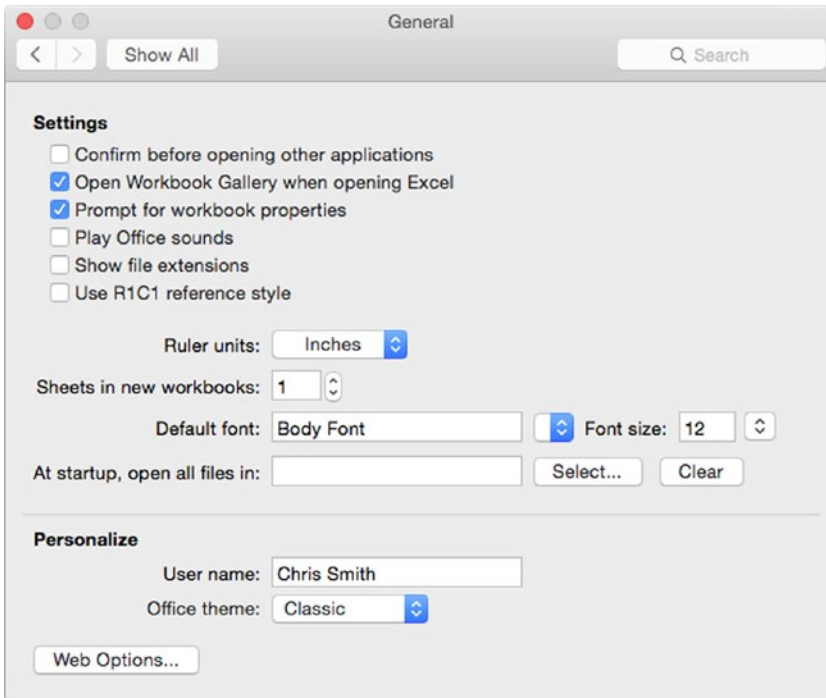 General
Show All
Search
Settings
Confirm before opening other applications
Open Workbook Gallery when opening Excel
Prompt for workbook properties
Play Office sounds
Show file extensions
Use R1C1 reference style
Ruler units: Inches
Sheets in new workbooks: 1
Default font: Body Font Font size: 12
At startup, open all files in: Select... Clear
Personalize
User name: Chris Smith
Office theme: Classic
Web Options...